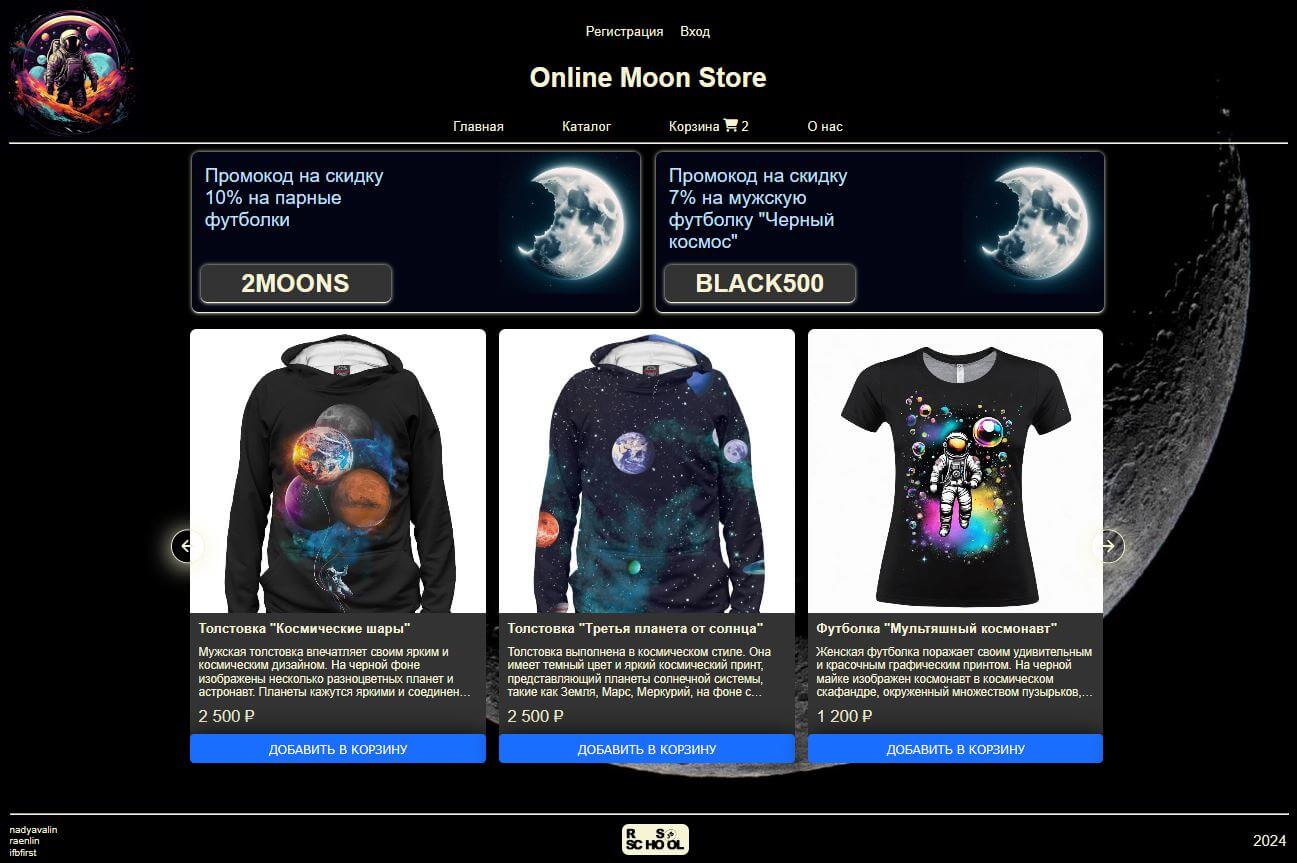 Регистрация Вход
Online Moon Store
Главная Каталог Корзина 2 О нас
Промокод на скидку
10% на парные
футболки
2MOONS
Промокод на скидку
7% на мужскую
футболку "Черный
космос"
BLACK500
Толстовка "Космические шары"
Мужская толстовка впечатляет своим ярким и
космическим дизайном. На черной фоне
изображены несколько разноцветных планет и
астронавт. Планеты кажутся яркими и соединен...
2 500 ₽
ДОБАВИТЬ В КОРЗИНУ
Толстовка "Третья планета от солнца"
Толстовка выполнена в космическом стиле. Она
имеет темный цвет и яркий космический принт,
представляющий планеты солнечной системы,
такие как Земля, Марс, Меркурий, на фоне с...
2 500 ₽
ДОБАВИТЬ В КОРЗИНУ
Футболка "Мультяшный космонавт"
Женская футболка поражает своим удивительным
и красочным графическим принтом. На черной
майке изображен космонавт в космическом
скафандре, окруженный множеством пузырьков,...
1 200 ₽
ДОБАВИТЬ В КОРЗИНУ
nadyavalin
raenlin
ifbfirst
R S
SCHOOL
2024